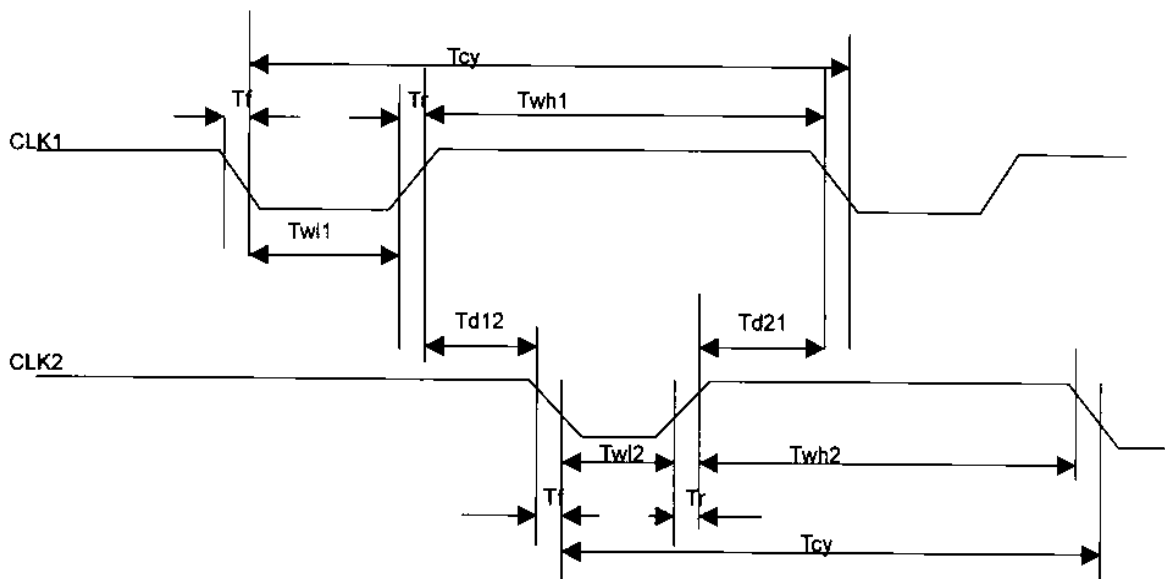 Tcy
Tf
Tr
Twh1
CLK1
Twl1
Td12
Td21
CLK2
Twl2
Twh2
Tf
Tr
Tcy